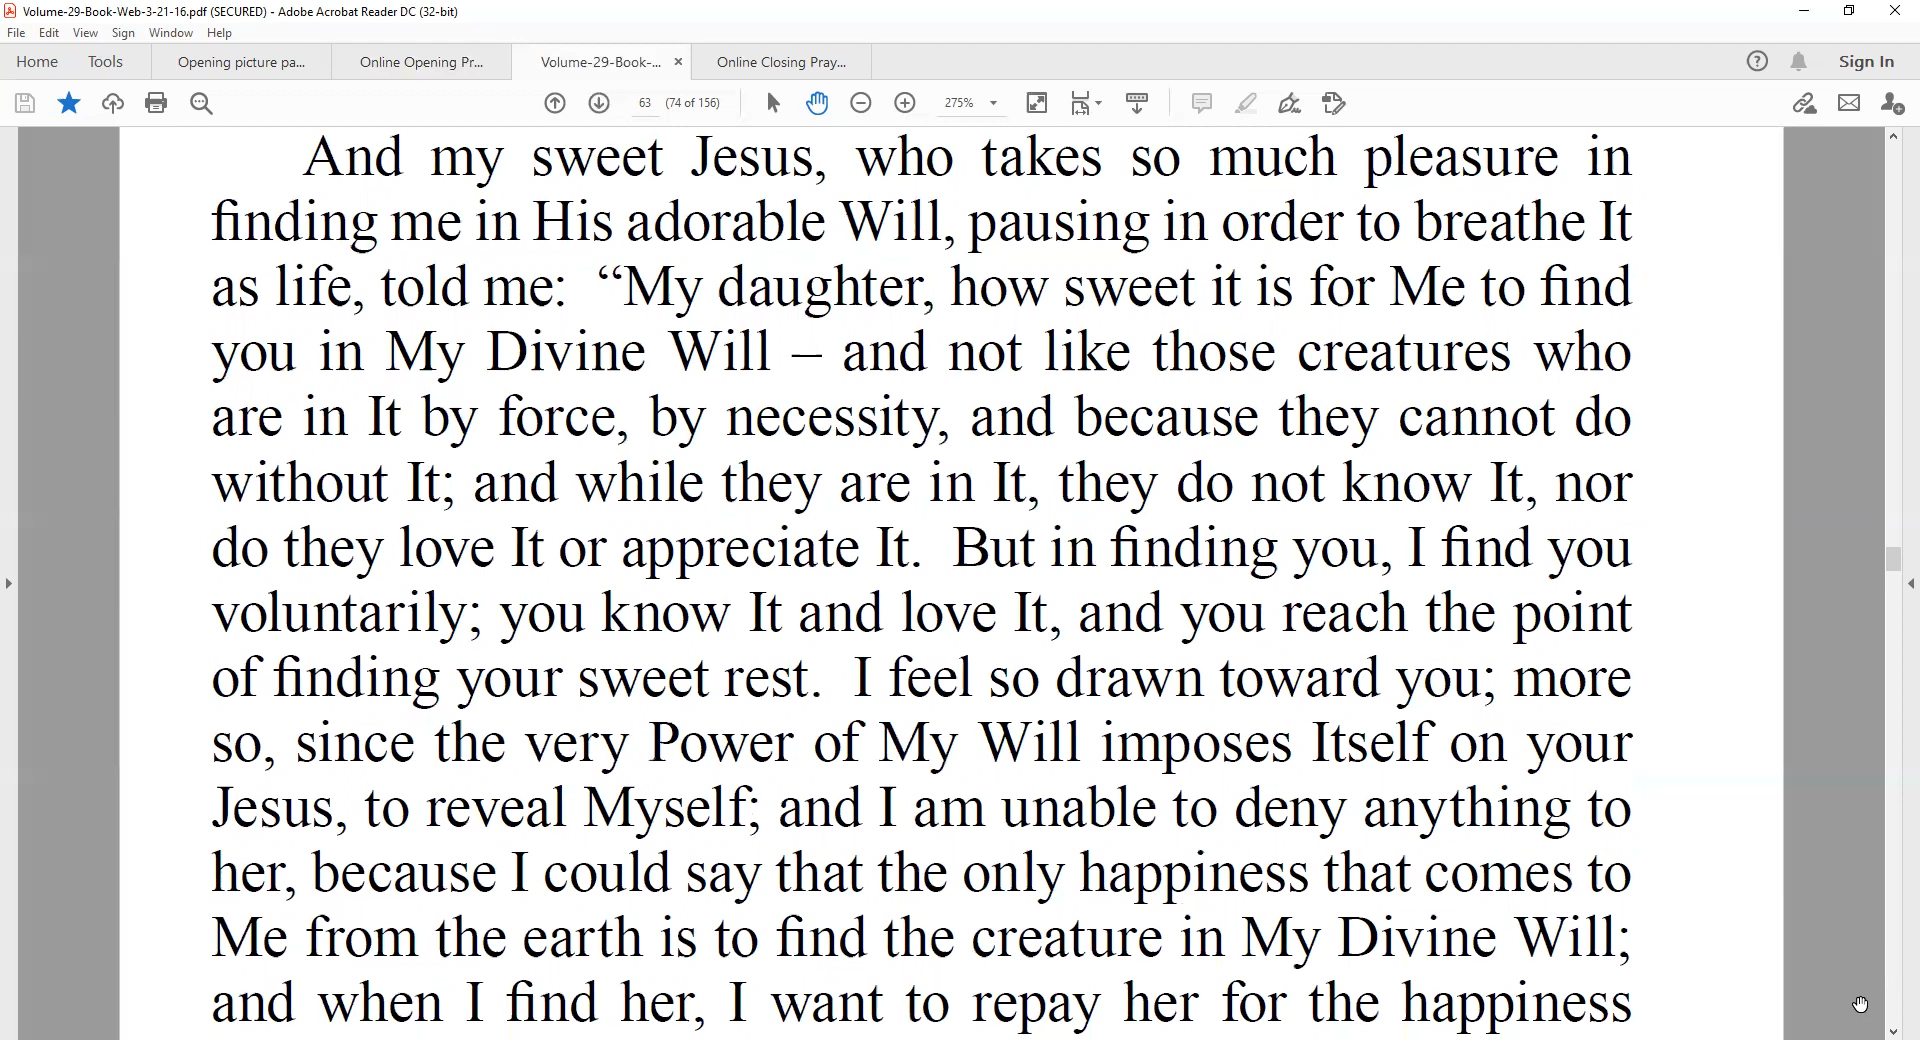 Volume-29-Book-Web-3-21-16.pdf (SECURED) - Adobe Acrobat Reader DC (32-bit)
File Edit View Sign Window Help
Home Tools Opening picture pa... Online Opening Pr... Volume-29-Book-... × Online Closing Pray... Sign In
63 (74 of 156) 275%
And my sweet Jesus, who takes so much pleasure in
finding me in His adorable Will, pausing in order to breathe It
as life, told me:  “My daughter, how sweet it is for Me to find
you in My Divine Will – and not like those creatures who
are in It by force, by necessity, and because they cannot do
without It; and while they are in It, they do not know It, nor
do they love It or appreciate It.  But in finding you, I find you
voluntarily; you know It and love It, and you reach the point
of finding your sweet rest.  I feel so drawn toward you; more
so, since the very Power of My Will imposes Itself on your
Jesus, to reveal Myself; and I am unable to deny anything to
her, because I could say that the only happiness that comes to
Me from the earth is to find the creature in My Divine Will;
and when I find her, I want to repay her for the happiness